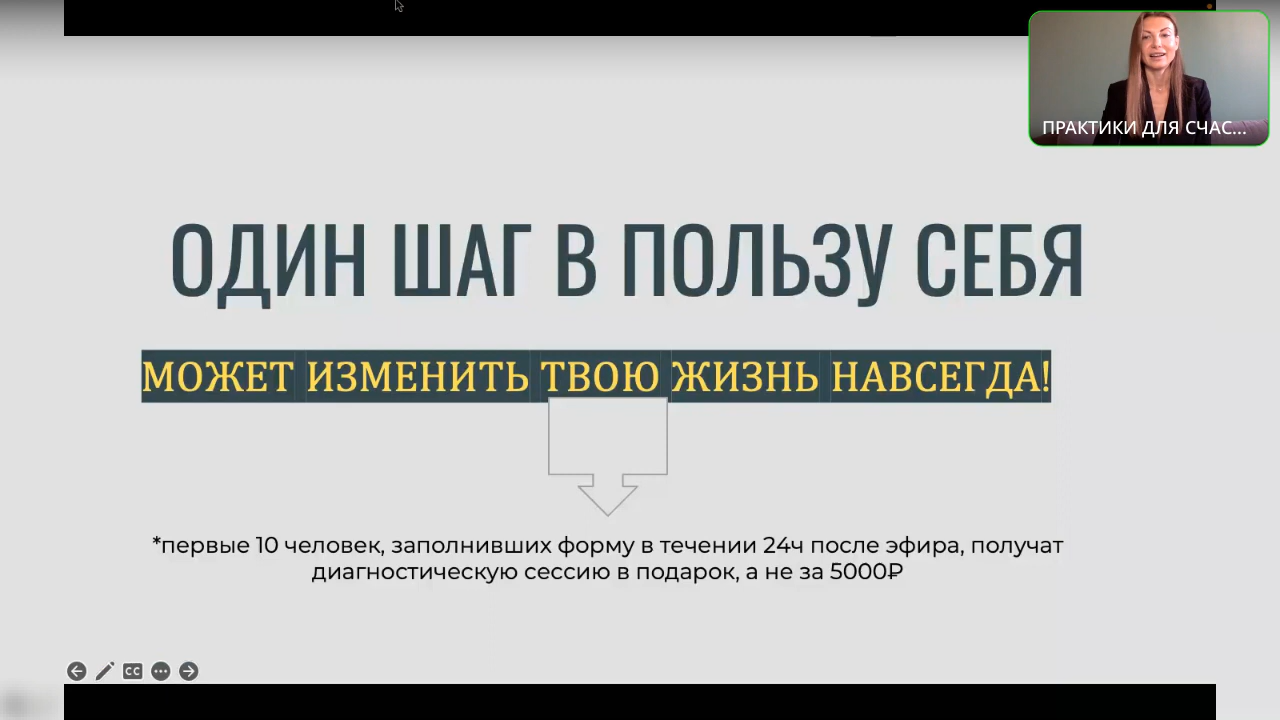 ПРАКТИКИ ДЛЯ СЧАС...
ОДИН ШАГ В ПОЛЬЗУ СЕБЯ
МОЖЕТ ИЗМЕНИТЬ ТВОЮ ЖИЗНЬ НАВСЕГДА!
*первые 10 человек, заполнивших форму в течении 24ч после эфира, получат
диагностическую сессию в подарок, а не за 5000₽
CC